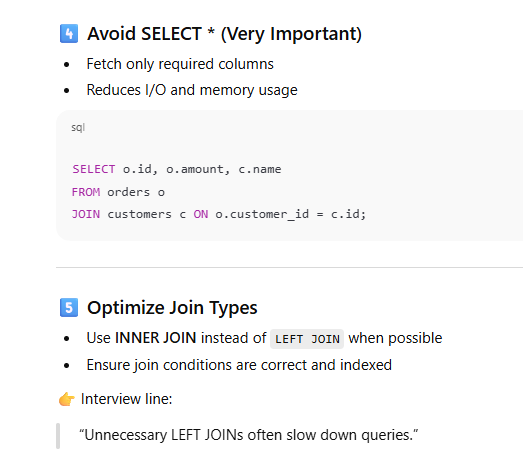 4 Avoid SELECT * (Very Important)
• Fetch only required columns
• Reduces I/O and memory usage
sql
SELECT o.id, o.amount, c.name
FROM orders o
JOIN customers c ON o.customer_id = c.id;
5 Optimize Join Types
• Use INNER JOIN instead of LEFT JOIN when possible
• Ensure join conditions are correct and indexed
👉 Interview line:
“Unnecessary LEFT JOINs often slow down queries.”